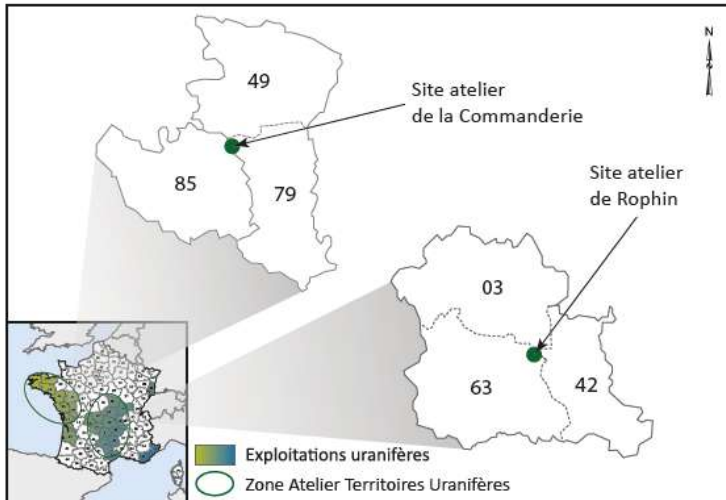 49
N
Site atelier
de la Commanderie
85
79
Site atelier
de Rophin
03
63
42
Exploitations uranifères
Zone Atelier Territoires Uranifères